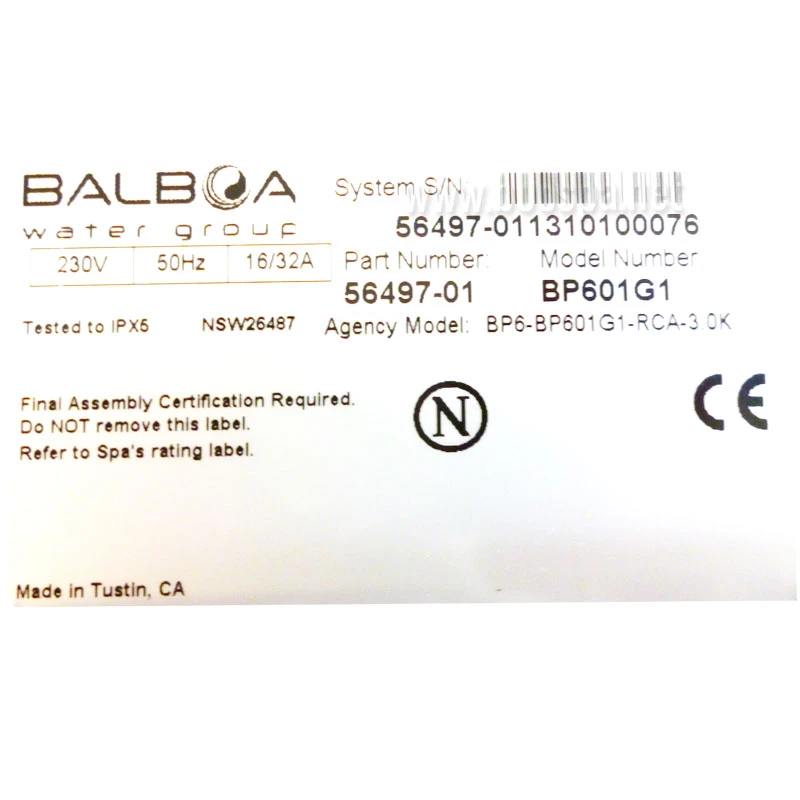 BALBOA
water group
System S/N:
56497-011310100076
230V 50Hz 16/32A
Part Number: Model Number
56497-01 BP601G1
Tested to IPX5 NSW26487 Agency Model: BP6-BP601G1-RCA-3.0K
Final Assembly Certification Required.
Do NOT remove this label.
Refer to Spa's rating label.
N
CE
Made in Tustin, CA